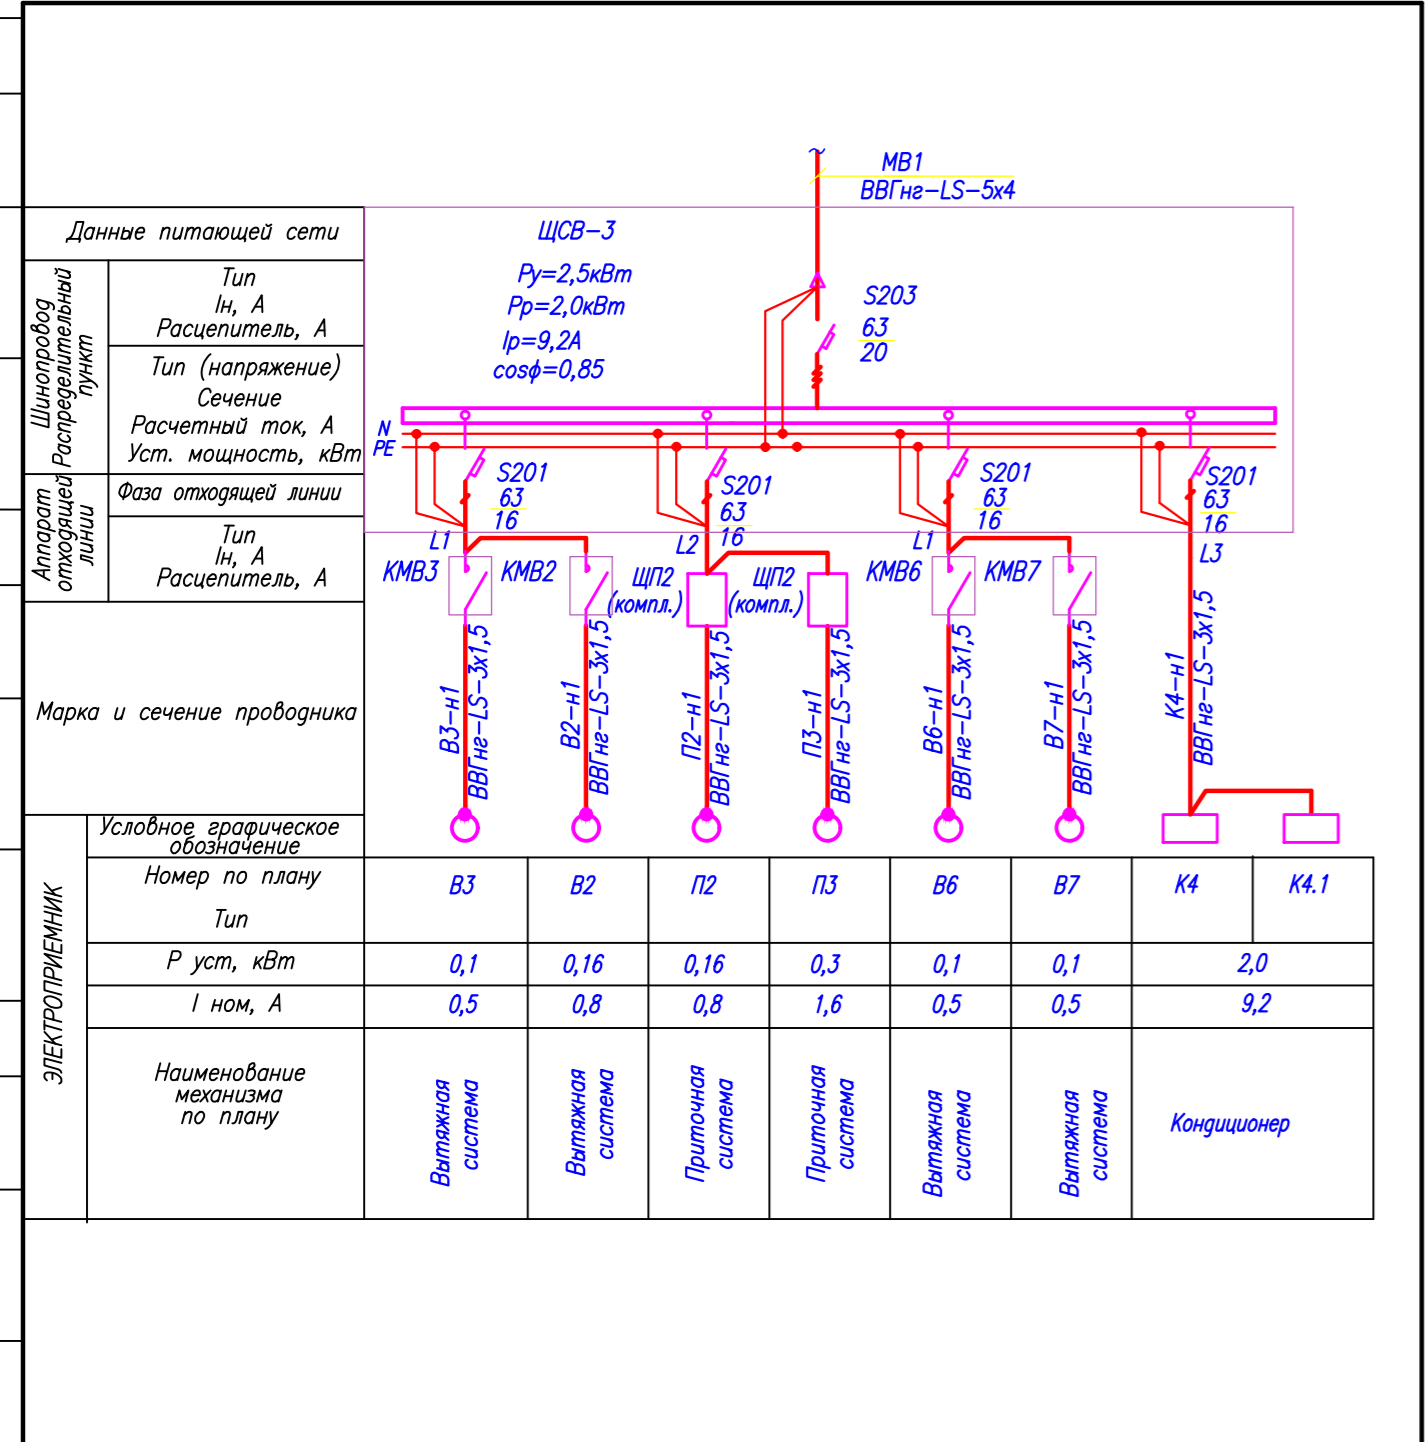 МВ1
ВВГнг-LS-5х4
Данные питающей сети
ЩСВ-3
Шинопровод
Распределительный
пункт
Тип
Iн, А
Расцепитель, А
Ру=2,5кВт
Рр=2,0кВт
Iр=9,2А
cosφ=0,85
S203
63
20
Тип (напряжение)
Сечение
Расчетный ток, А
Уст. мощность, кВт
N
PE
Аппарат
отходящей
линии
Фаза отходящей линии
Тип
Iн, А
Расцепитель, А
S201
63
16
S201
63
16
S201
63
16
S201
63
16
L1
L2
L1
L3
КМВ3
КМВ2
ЩП2
(компл.)
ЩП2
(компл.)
КМВ6
КМВ7
Марка и сечение проводника
В3-н1
ВВГнг-LS-3х1,5
В2-н1
ВВГнг-LS-3х1,5
П2-н1
ВВГнг-LS-3х1,5
П3-н1
ВВГнг-LS-3х1,5
В6-н1
ВВГнг-LS-3х1,5
В7-н1
ВВГнг-LS-3х1,5
К4-н1
ВВГнг-LS-3х1,5
ЭЛЕКТРОПРИЕМНИК
Условное графическое
обозначение
Номер по плану
Тип
В3
В2
П2
П3
В6
В7
К4
К4.1
Р уст, кВт
0,1
0,16
0,16
0,3
0,1
0,1
2,0
I ном, А
0,5
0,8
0,8
1,6
0,5
0,5
9,2
Наименование
механизма
по плану
Вытяжная
система
Вытяжная
система
Приточная
система
Приточная
система
Вытяжная
система
Вытяжная
система
Кондиционер